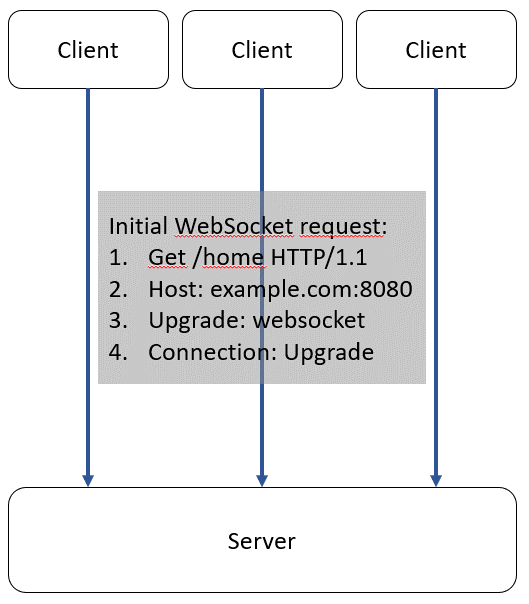 Client
Client
Client
Initial WebSocket request:
1. Get /home HTTP/1.1
2. Host: example.com:8080
3. Upgrade: websocket
4. Connection: Upgrade
Server